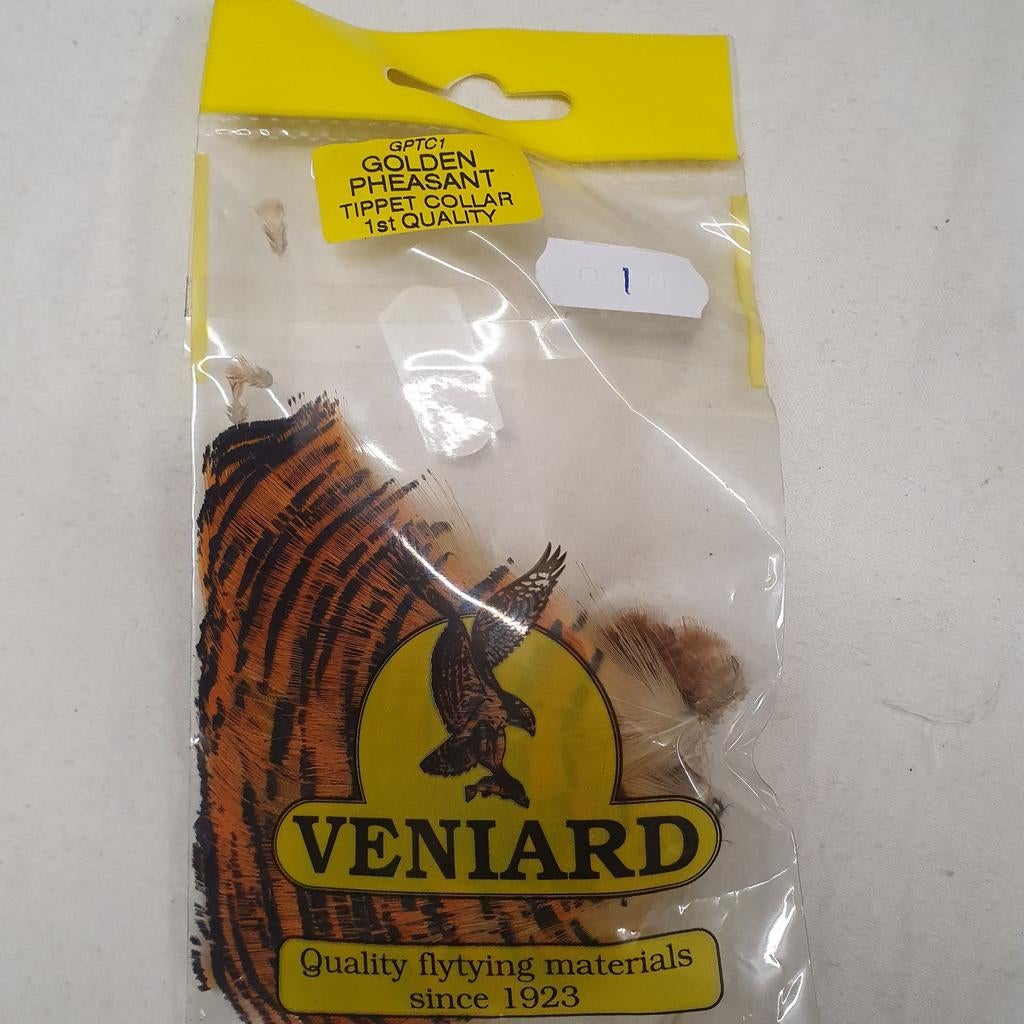 GPTC1
GOLDEN
PHEASANT
TIPPET COLLAR
1st QUALITY
1
VENIARD
Quality flytying materials
since 1923